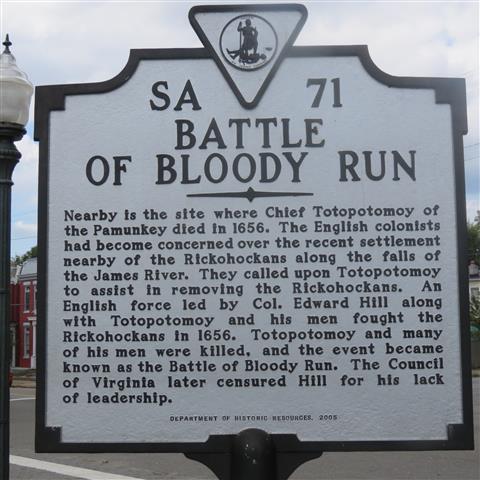 SA 71
BATTLE
OF BLOODY RUN
Nearby is the site where Chief Totopotomoy of
the Pamunkey died in 1656. The English colonists
had become concerned over the recent settlement
nearby of the Rickohockans along the falls of
the James River. They called upon Totopotomoy
to assist in removing the Rickohockans. An
English force led by Col. Edward Hill along
with Totopotomoy and his men fought the
Rickohockans in 1656. Totopotomoy and many
of his men were killed, and the event became
known as the Battle of Bloody Run. The Council
of Virginia later censured Hill for his lack
of leadership.
DEPARTMENT OF HISTORIC RESOURCES, 2005